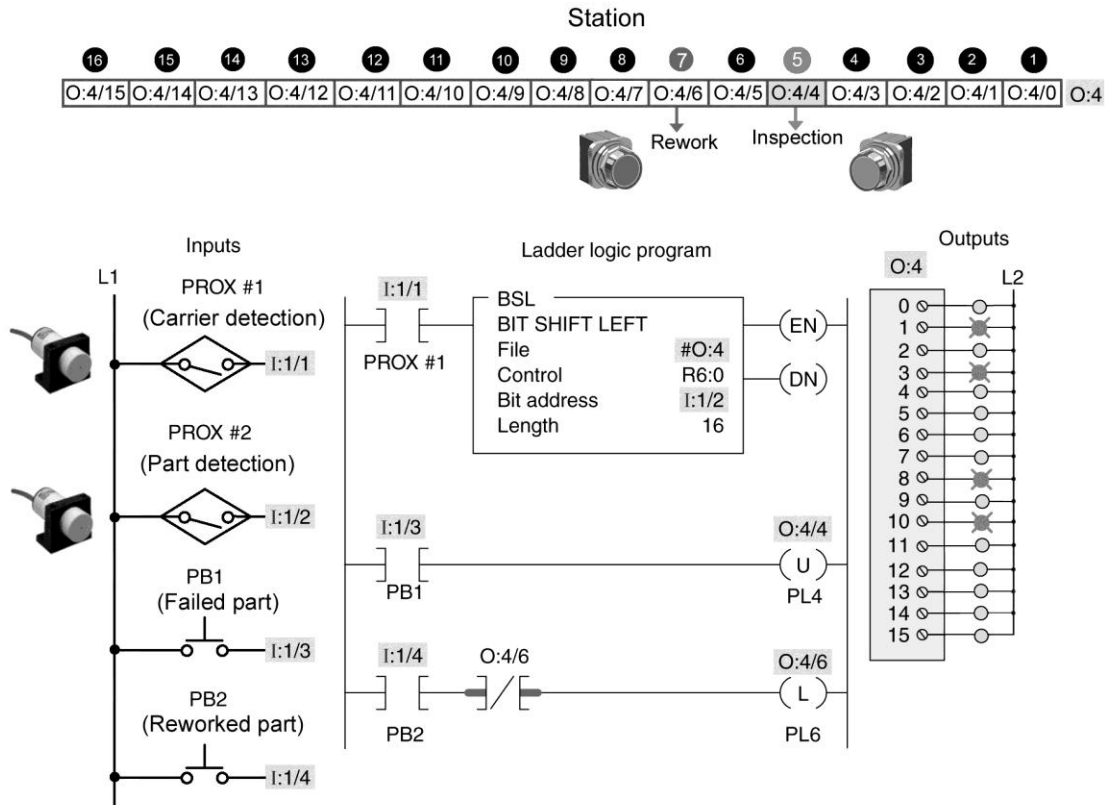 Station
16 15 14 13 12 11 10 9 8 7 6 5 4 3 2 1
O:4/15 O:4/14 O:4/13 O:4/12 O:4/11 O:4/10 O:4/9 O:4/8 O:4/7 O:4/6 O:4/5 O:4/4 O:4/3 O:4/2 O:4/1 O:4/0 O:4
Rework
Inspection
Inputs
L1
PROX #1
(Carrier detection)
I:1/1
PROX #2
(Part detection)
I:1/2
PB1
(Failed part)
I:1/3
PB2
(Reworked part)
I:1/4
Ladder logic program
I:1/1
PROX #1
BSL
BIT SHIFT LEFT
File #O:4
Control R6:0
Bit address I:1/2
Length 16
EN
DN
I:1/3
PB1
O:4/4
U
PL4
I:1/4
PB2
O:4/6
O:4/6
L
PL6
Outputs
O:4
L2
0
1
2
3
4
5
6
7
8
9
10
11
12
13
14
15